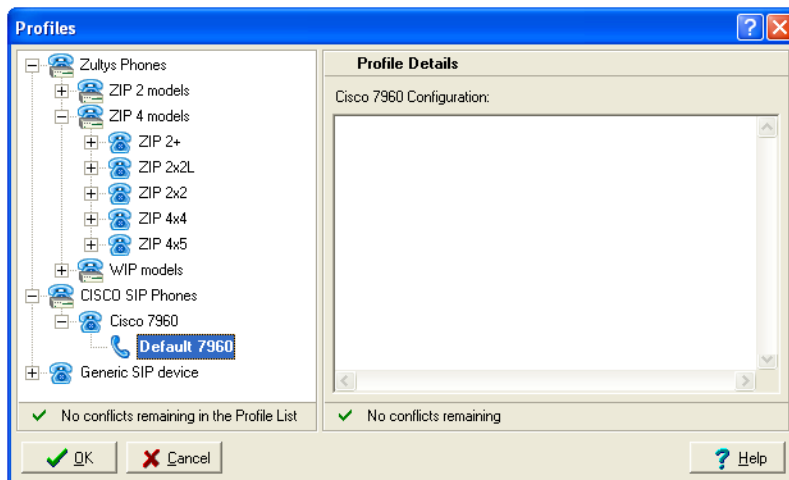 Profiles
Zultys Phones
ZIP 2 models
ZIP 4 models
ZIP 2+
ZIP 2x2L
ZIP 2x2
ZIP 4x4
ZIP 4x5
WIP models
CISCO SIP Phones
Cisco 7960
Default 7960
Generic SIP device
No conflicts remaining in the Profile List
Profile Details
Cisco 7960 Configuration:
No conflicts remaining
OK
Cancel
Help